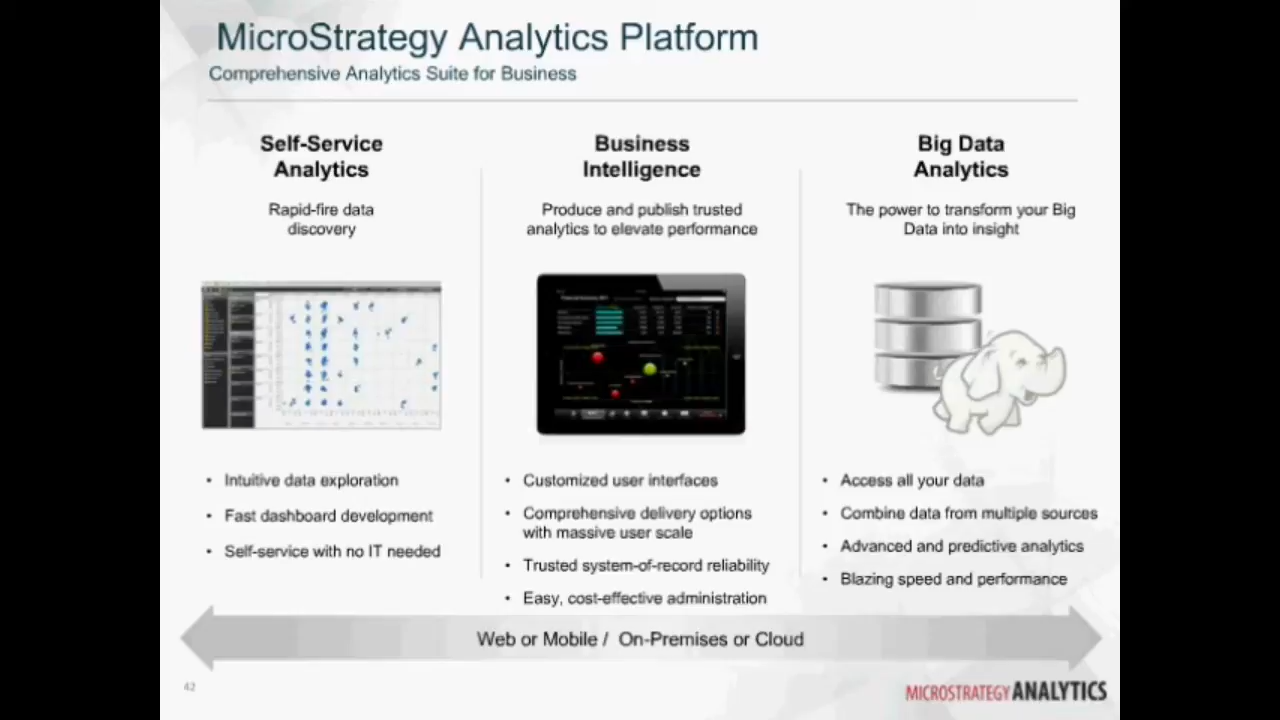 MicroStrategy Analytics Platform
Comprehensive Analytics Suite for Business
Self-Service
Analytics
Rapid-fire data
discovery
• Intuitive data exploration
• Fast dashboard development
• Self-service with no IT needed
Business
Intelligence
Produce and publish trusted
analytics to elevate performance
• Customized user interfaces
• Comprehensive delivery options
with massive user scale
• Trusted system-of-record reliability
• Easy, cost-effective administration
Big Data
Analytics
The power to transform your Big
Data into insight
• Access all your data
• Combine data from multiple sources
• Advanced and predictive analytics
• Blazing speed and performance
Web or Mobile / On-Premises or Cloud
42
MICROSTRATEGY ANALYTICS